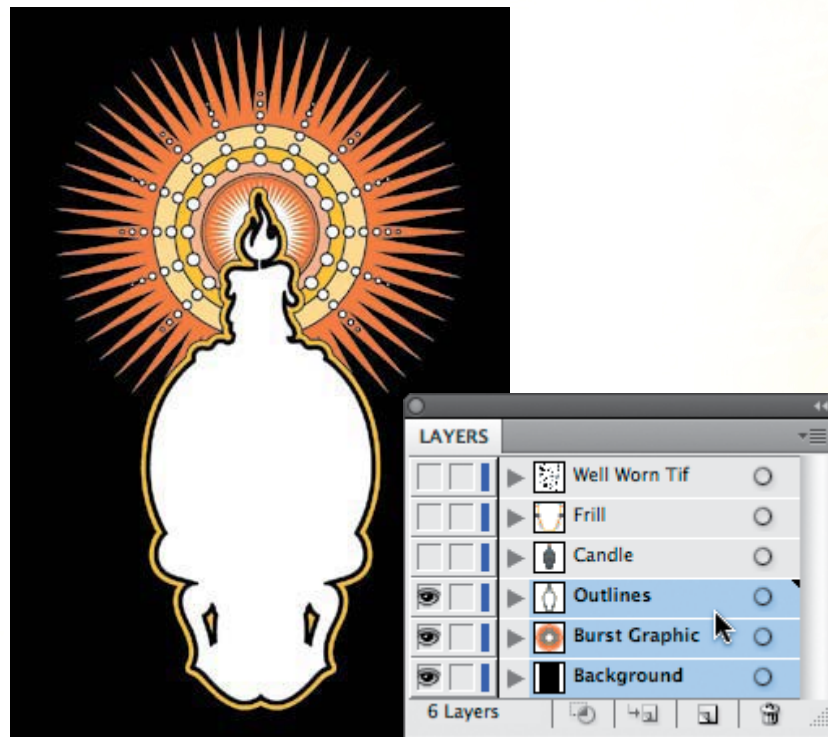 LAYERS
Well Worn Tif
Frill
Candle
Outlines
Burst Graphic
Background
6 Layers